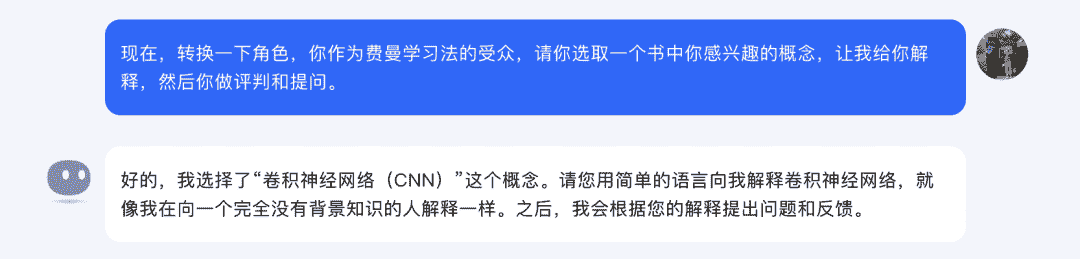 现在，转换一下角色，你作为费曼学习法的受众，请你选取一个书中你感兴趣的概念，让我给你解
释，然后你做评判和提问。
好的，我选择了“卷积神经网络（CNN）”这个概念。请您用简单的语言向我解释卷积神经网络，就
像我在向一个完全没有背景知识的人解释一样。之后，我会根据您的解释提出问题和反馈。